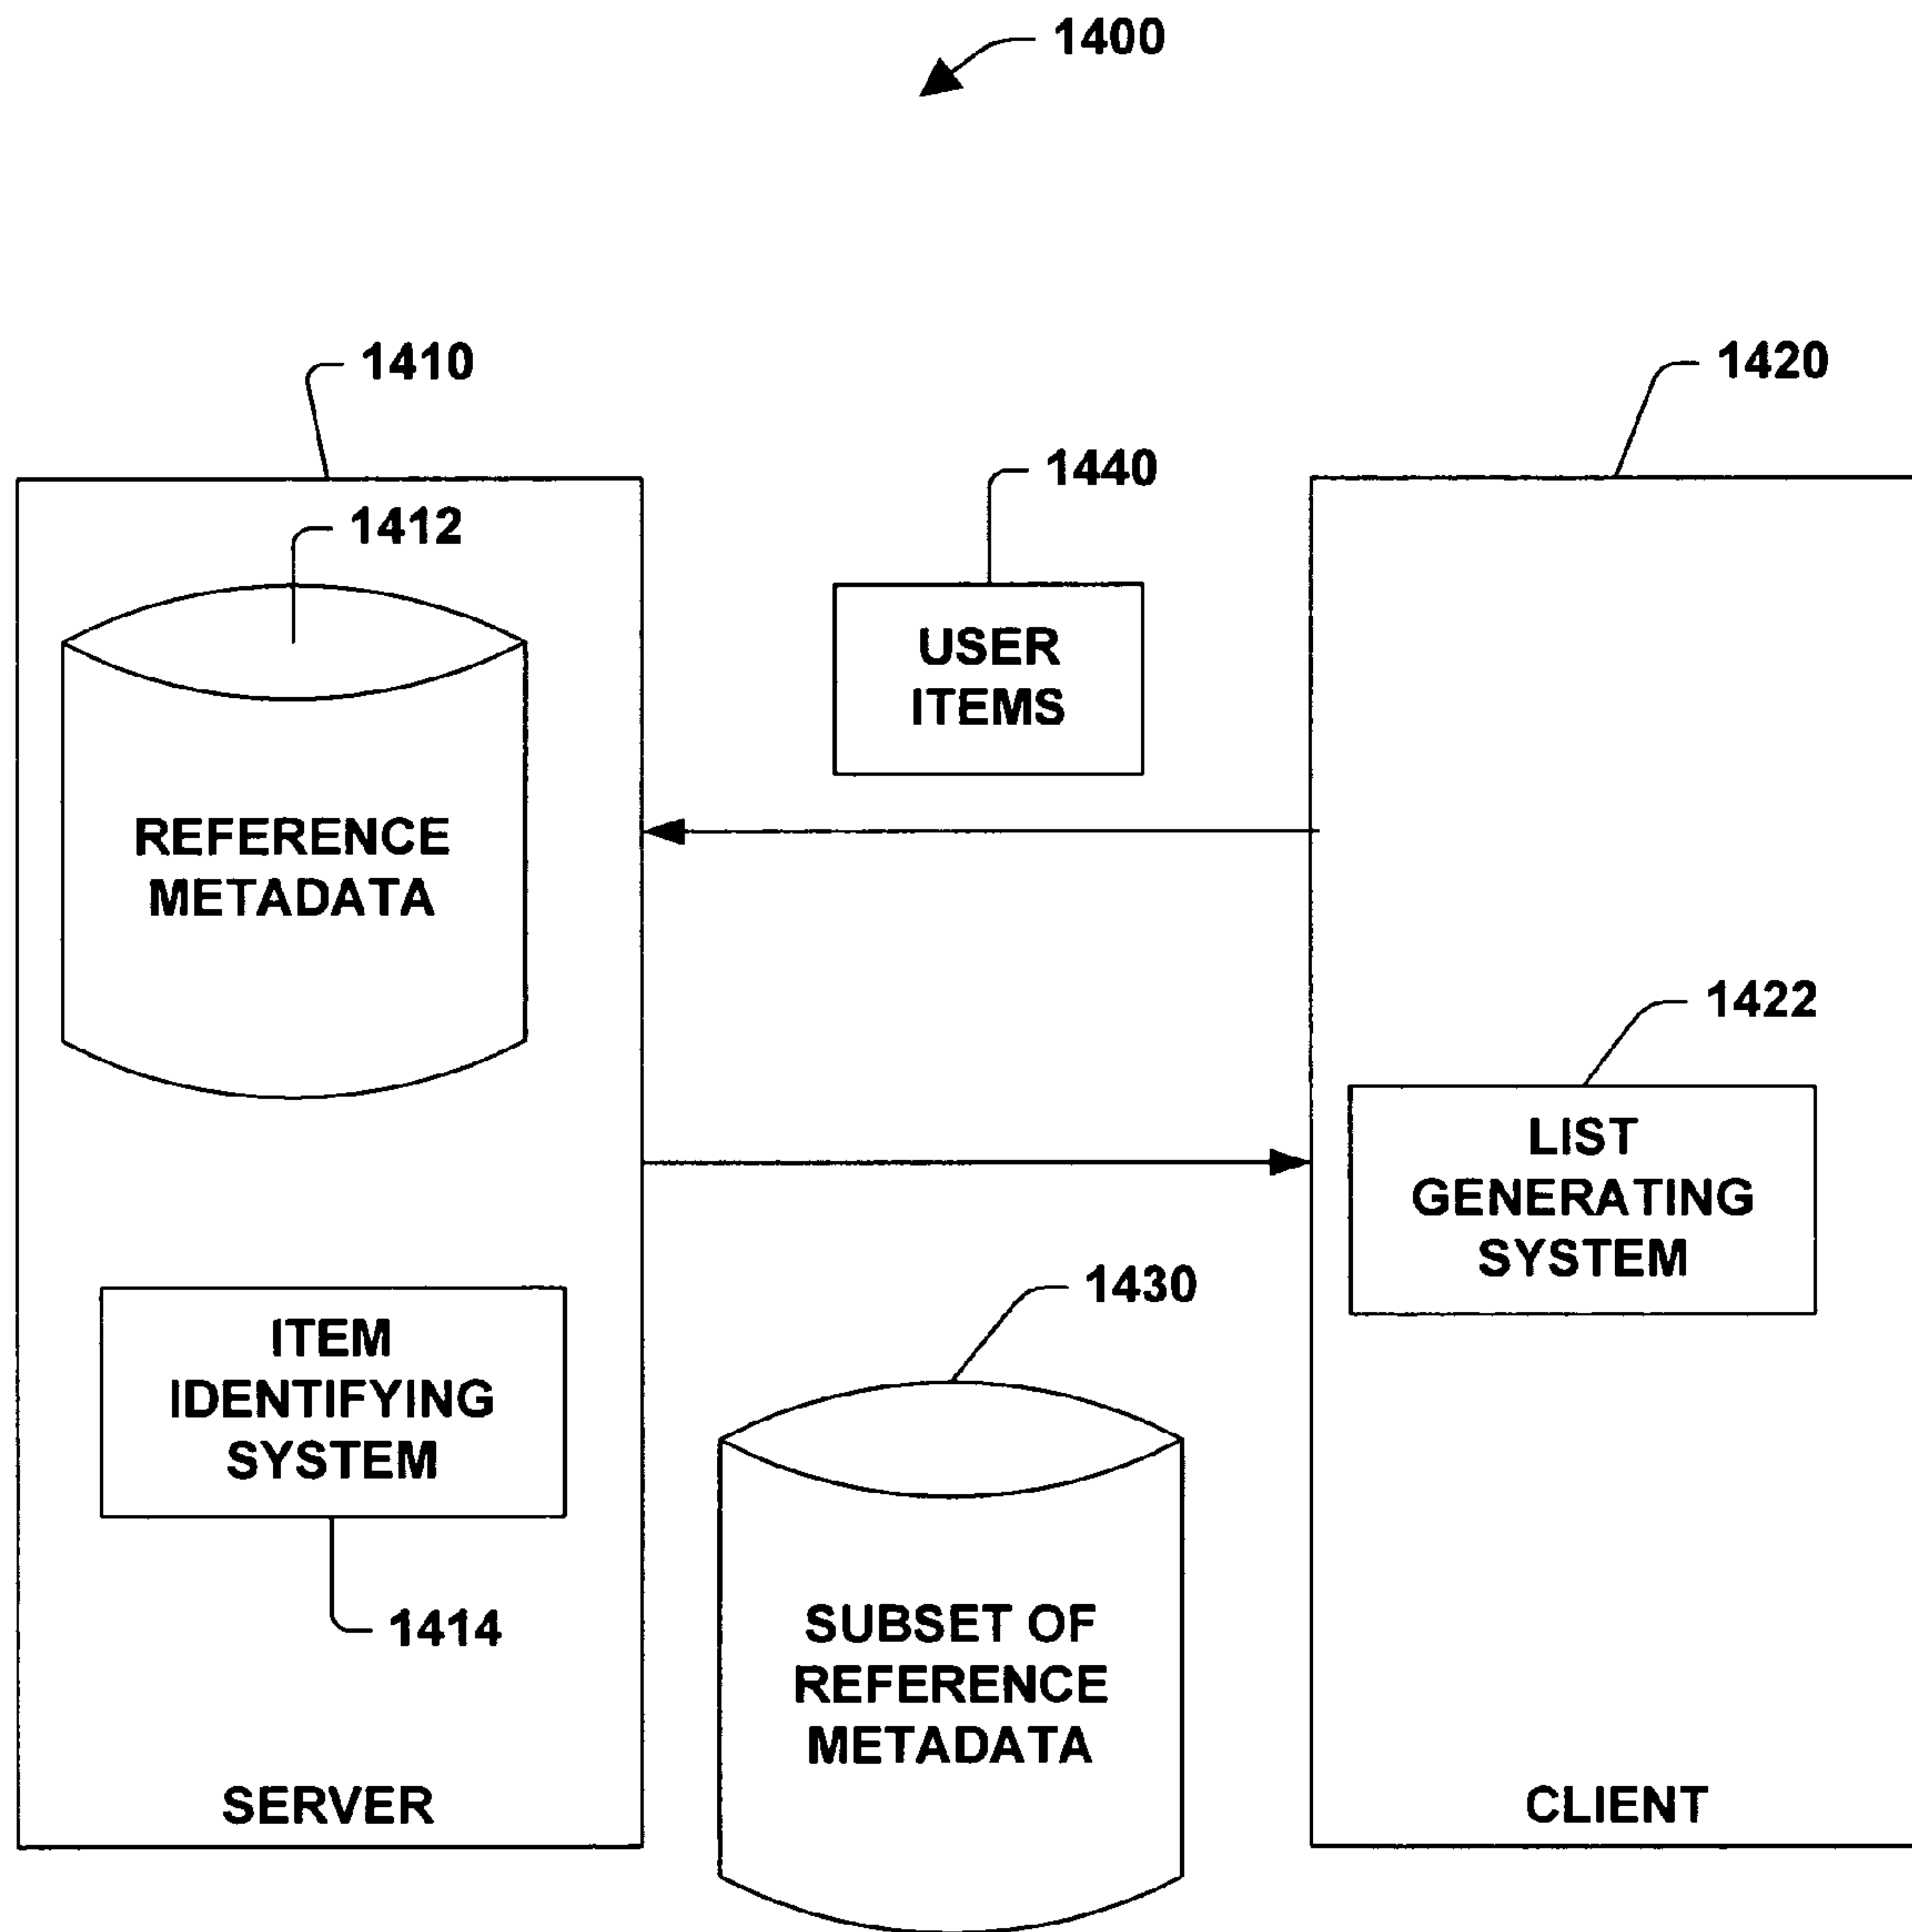 1400
1410
1420
1440
1412
USER
ITEMS
REFERENCE
METADATA
1422
LIST
GENERATING
SYSTEM
1430
ITEM
IDENTIFYING
SYSTEM
1414
SUBSET OF
REFERENCE
METADATA
SERVER
CLIENT